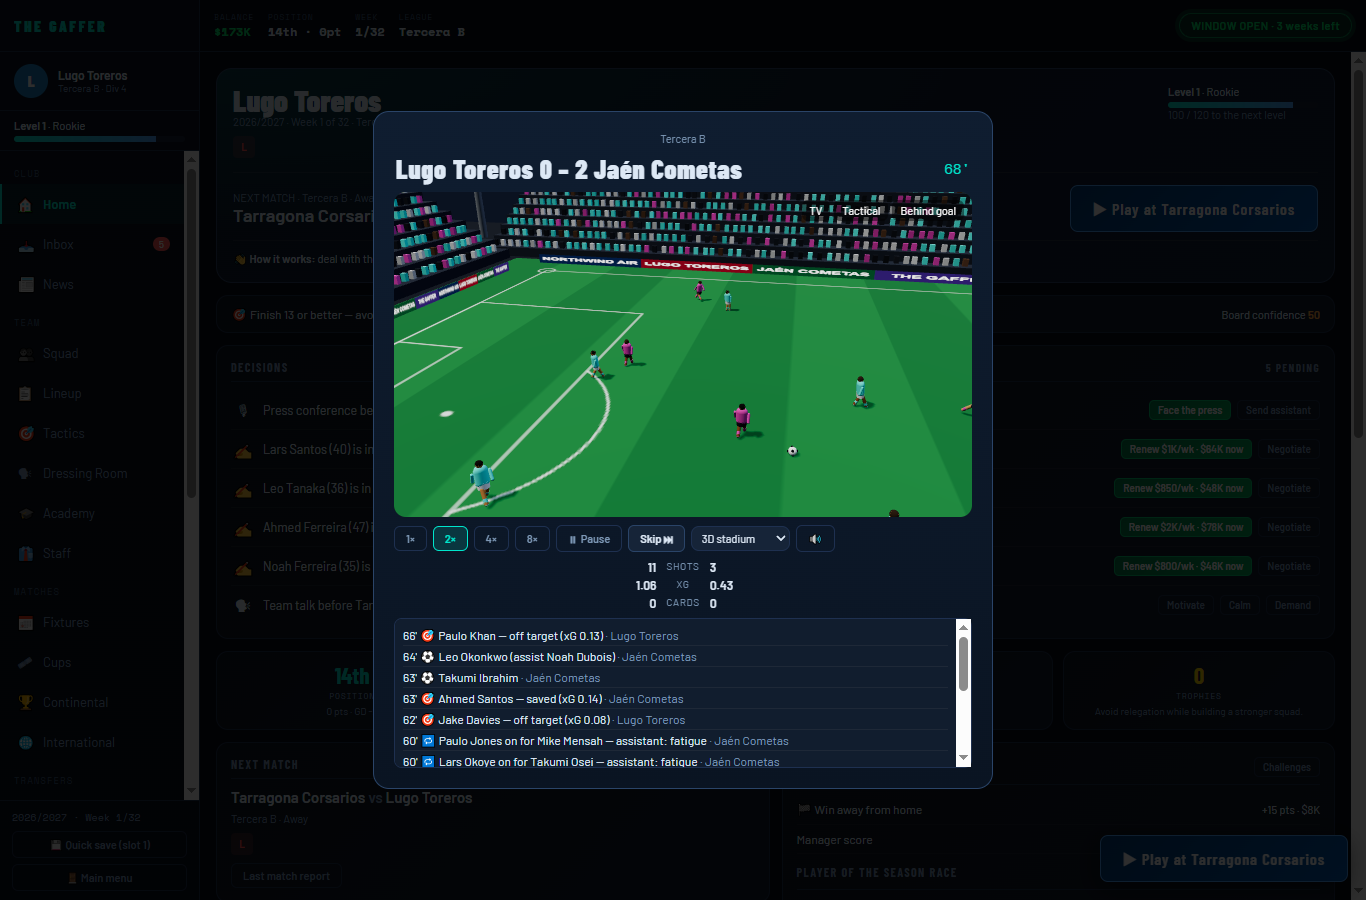 THE GAFFER
BALANCE
$173K
POSITION
14th · 0pt
WEEK
1/32
LEAGUE
Tercera B
WINDOW OPEN · 3 weeks left
L
Lugo Toreros
Tercera B · Div 4
Level 1 · Rookie
CLUB
Home
Inbox
5
News
TEAM
Squad
Lineup
Tactics
Dressing Room
Academy
Staff
MATCHES
Fixtures
Cups
Continental
International
TRANSFERS
2026/2027 · Week 1/32
Quick save (slot 1)
Main menu
Lugo Toreros
2026/2027 · Week 1 of 32 · Ter
L
Level 1 · Rookie
100 / 120 to the next level
NEXT MATCH · Tercera B · Awa
Tarragona Corsari
▶ Play at Tarragona Corsarios
How it works: deal with th
Finish 13 or better — avo
Board confidence 50
DECISIONS
5 PENDING
Press conference be
Face the press
Send assistant
Lars Santos (40) is in
Renew $1K/wk · $64K now
Negotiate
Leo Tanaka (36) is in
Renew $850/wk · $48K now
Negotiate
Ahmed Ferreira (47) i
Renew $2K/wk · $78K now
Negotiate
Noah Ferreira (35) is
Renew $800/wk · $46K now
Negotiate
Team talk before Tar
Motivate
Calm
Demand
14th
POSITION
0 pts · GD
0
TROPHIES
Avoid relegation while building a stronger squad.
NEXT MATCH
Tarragona Corsarios vs Lugo Toreros
Tercera B · Away
L
Last match report
Challenges
Win away from home
+15 pts · $6K
Manager score
PLAYER OF THE SEASON RACE
▶ Play at Tarragona Corsarios
Tercera B
Lugo Toreros 0 – 2 Jaén Cometas
68'
TV
Tactical
Behind goal
NORTHWIND AIR
LUGO TOREROS
JAÉN COMETAS
THE GAFF
1×
2×
4×
8×
⏸ Pause
Skip ⏭
3D stadium
11 SHOTS 3
1.06 XG 0.43
0 CARDS 0
66' 🎯 Paulo Khan — off target (xG 0.13) · Lugo Toreros
64' ⚽ Leo Okonkwo (assist Noah Dubois) · Jaén Cometas
63' ⚽ Takumi Ibrahim · Jaén Cometas
63' 🎯 Ahmed Santos — saved (xG 0.14) · Jaén Cometas
62' 🎯 Jake Davies — off target (xG 0.08) · Lugo Toreros
60' 🔁 Paulo Jones on for Mike Mensah — assistant: fatigue · Jaén Cometas
60' 🔁 Lars Okoye on for Takumi Osei — assistant: fatigue · Jaén Cometas